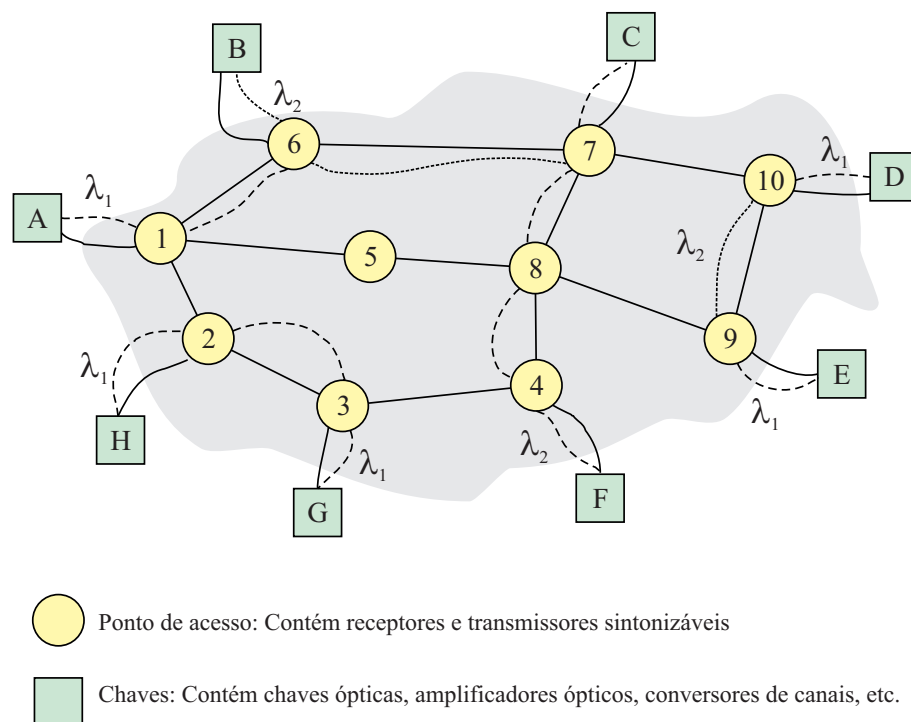 B
C
λ₂
6
7
10
λ₁
D
λ₁
A
1
5
8
λ₂
2
9
λ₁
3
4
E
λ₁
H
λ₁
λ₂
G
F
Ponto de acesso: Contém receptores e transmissores sintonizáveis
Chaves: Contém chaves ópticas, amplificadores ópticos, conversores de canais, etc.